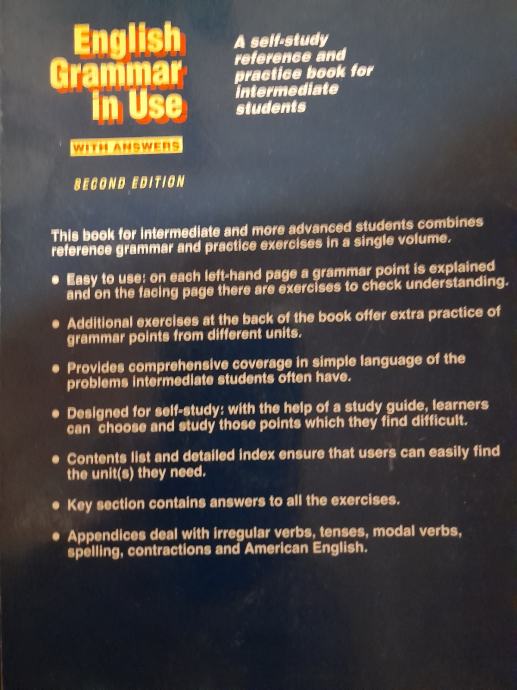 English
Grammar
in Use
WITH ANSWERS
SECOND EDITION
A self-study
reference and
practice book for
intermediate
students
This book for intermediate and more advanced students combines
reference grammar and practice exercises in a single volume.
• Easy to use: on each left-hand page a grammar point is explained
and on the facing page there are exercises to check understanding.
• Additional exercises at the back of the book offer extra practice of
grammar points from different units.
• Provides comprehensive coverage in simple language of the
problems intermediate students often have.
• Designed for self-study: with the help of a study guide, learners
can choose and study those points which they find difficult.
• Contents list and detailed index ensure that users can easily find
the unit(s) they need.
• Key section contains answers to all the exercises.
• Appendices deal with irregular verbs, tenses, modal verbs,
spelling, contractions and American English.